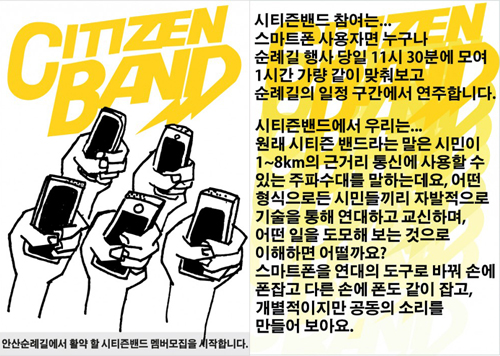 CITIZEN
BAND
안산순례길에서 활약 할 시티즌밴드 멤버모집을 시작합니다.
시티즌밴드 참여는...
스마트폰 사용자면 누구나
순례길 행사 당일 11시 30분에 모여
1시간 가량 같이 맞춰보고
순례길의 일정 구간에서 연주합니다.
시티즌밴드에서 우리는...
원래 시티즌 밴드라는 말은 시민이
1~8km의 근거리 통신에 사용할 수
있는 주파수대를 말하는데요, 어떤
형식으로든 시민들끼리 자발적으로
기술을 통해 연대하고 교신하며,
어떤 일을 도모해 보는 것으로
이해하면 어떨까요?
스마트폰을 연대의 도구로 바꿔 손에
폰잡고 다른 손에 폰도 같이 잡고,
개별적이지만 공동의 소리를
만들어 보아요.